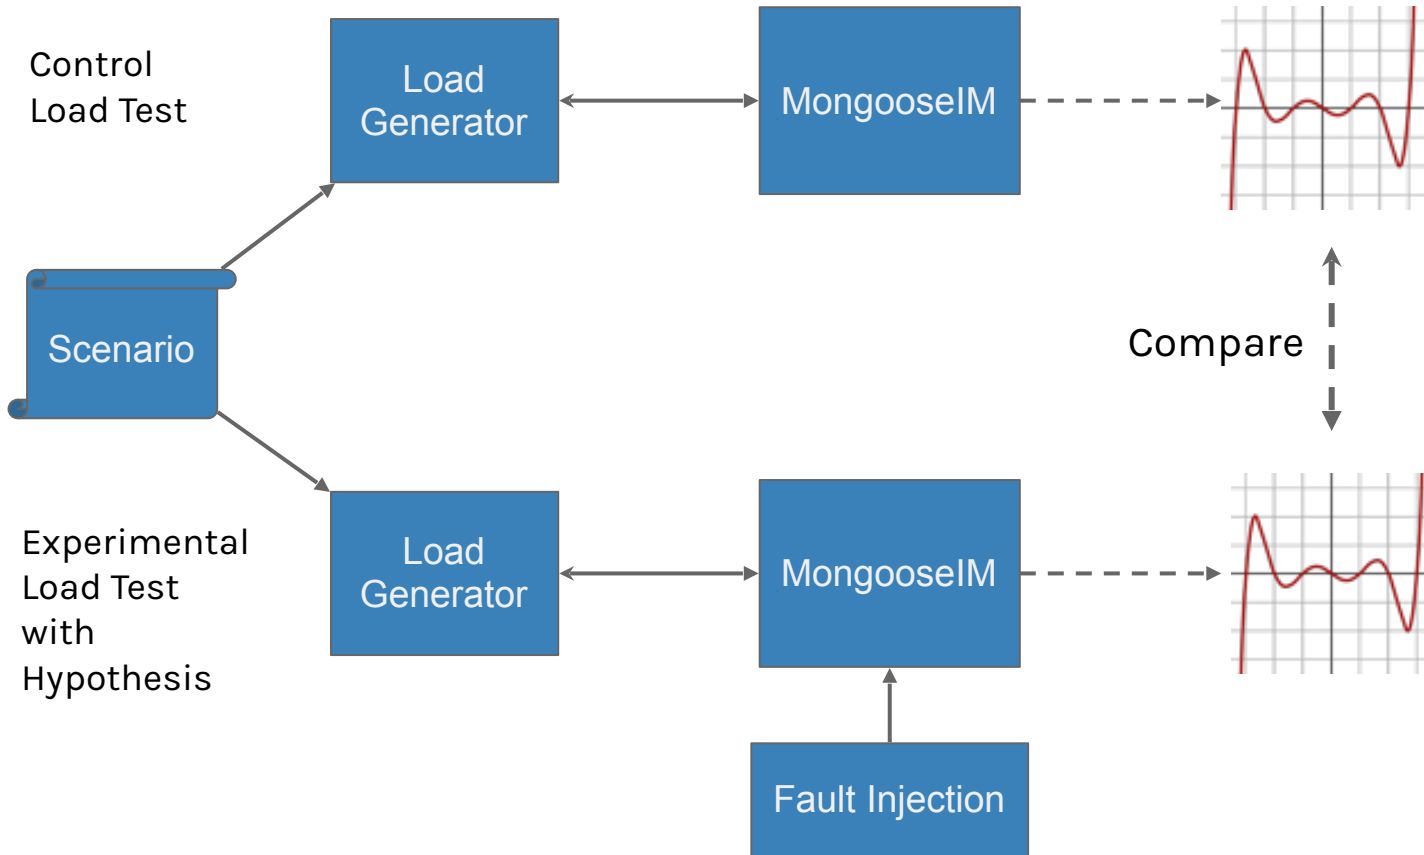 Control
Load Test
Load
Generator
MongooseIM
Scenario
Compare
Experimental
Load Test
with
Hypothesis
Load
Generator
MongooseIM
Fault Injection